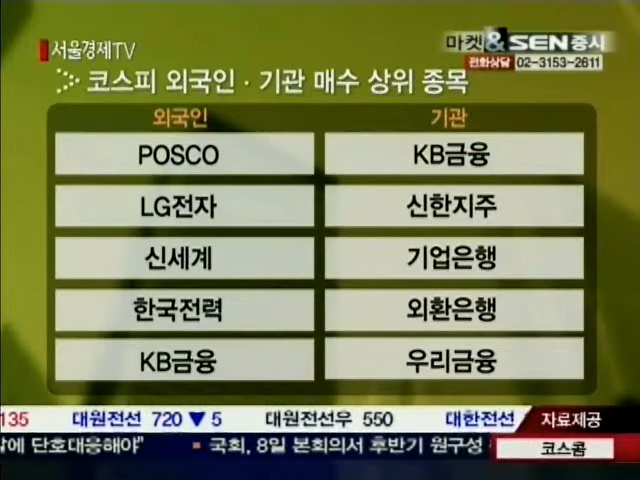 서울경제TV
마켓&SEN증시
전화상담 02-3153-2611
코스피 외국인 · 기관 매수 상위 종목
외국인 기관
POSCO KB금융
LG전자 신한지주
신세계 기업은행
한국전력 외환은행
KB금융 우리금융
135 대원전선 720 ▼ 5 대원전선우 550 대한전선
자료제공
에 단호대응해야" ▪ 국회, 8일 본회의서 후반기 원구성
코스콤